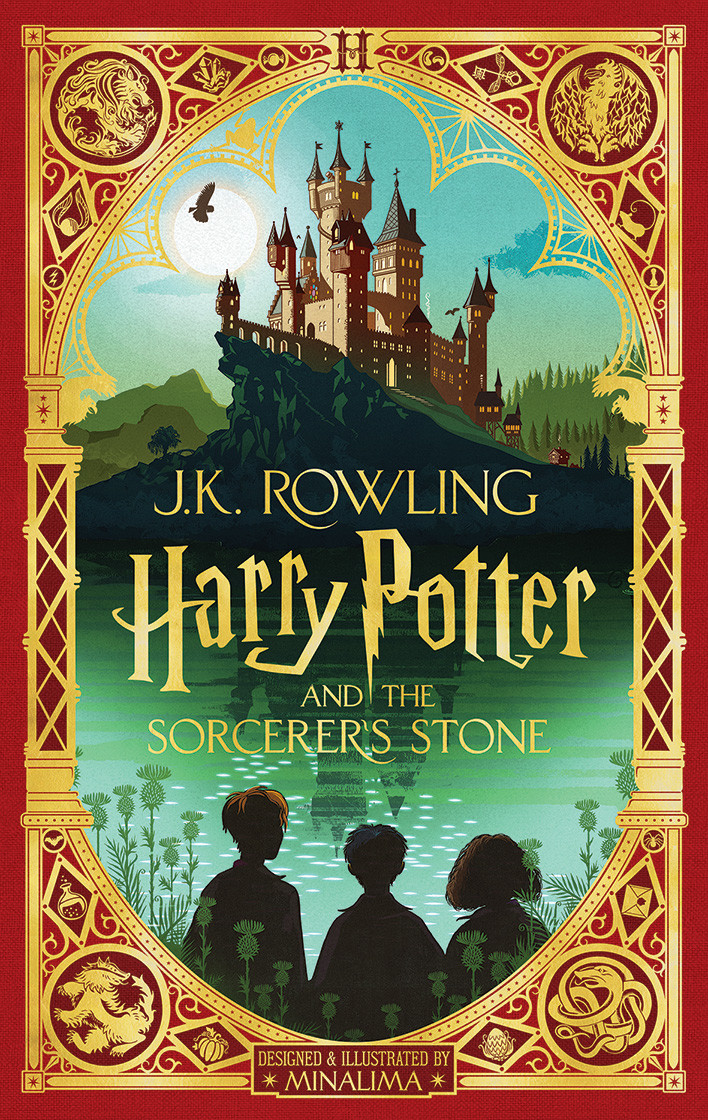 H
J.K. ROWLING
Harry Potter
AND THE
SORCERER'S STONE
DESIGNED & ILLUSTRATED BY
MINALIMA